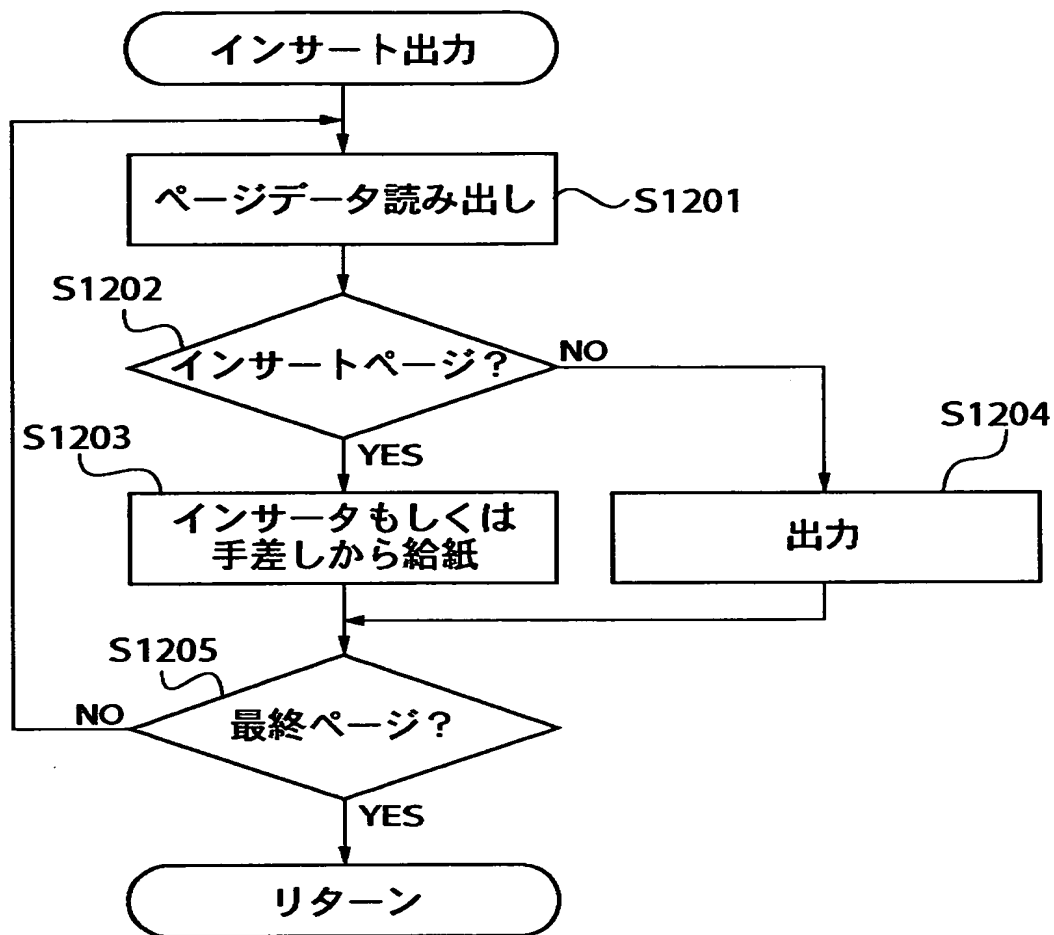 インサート出力
ページデータ読み出し
S1201
S1202
インサートページ?
NO
YES
S1203
インサータもしくは
手差しから給紙
S1204
出力
S1205
最終ページ?
NO
YES
リターン